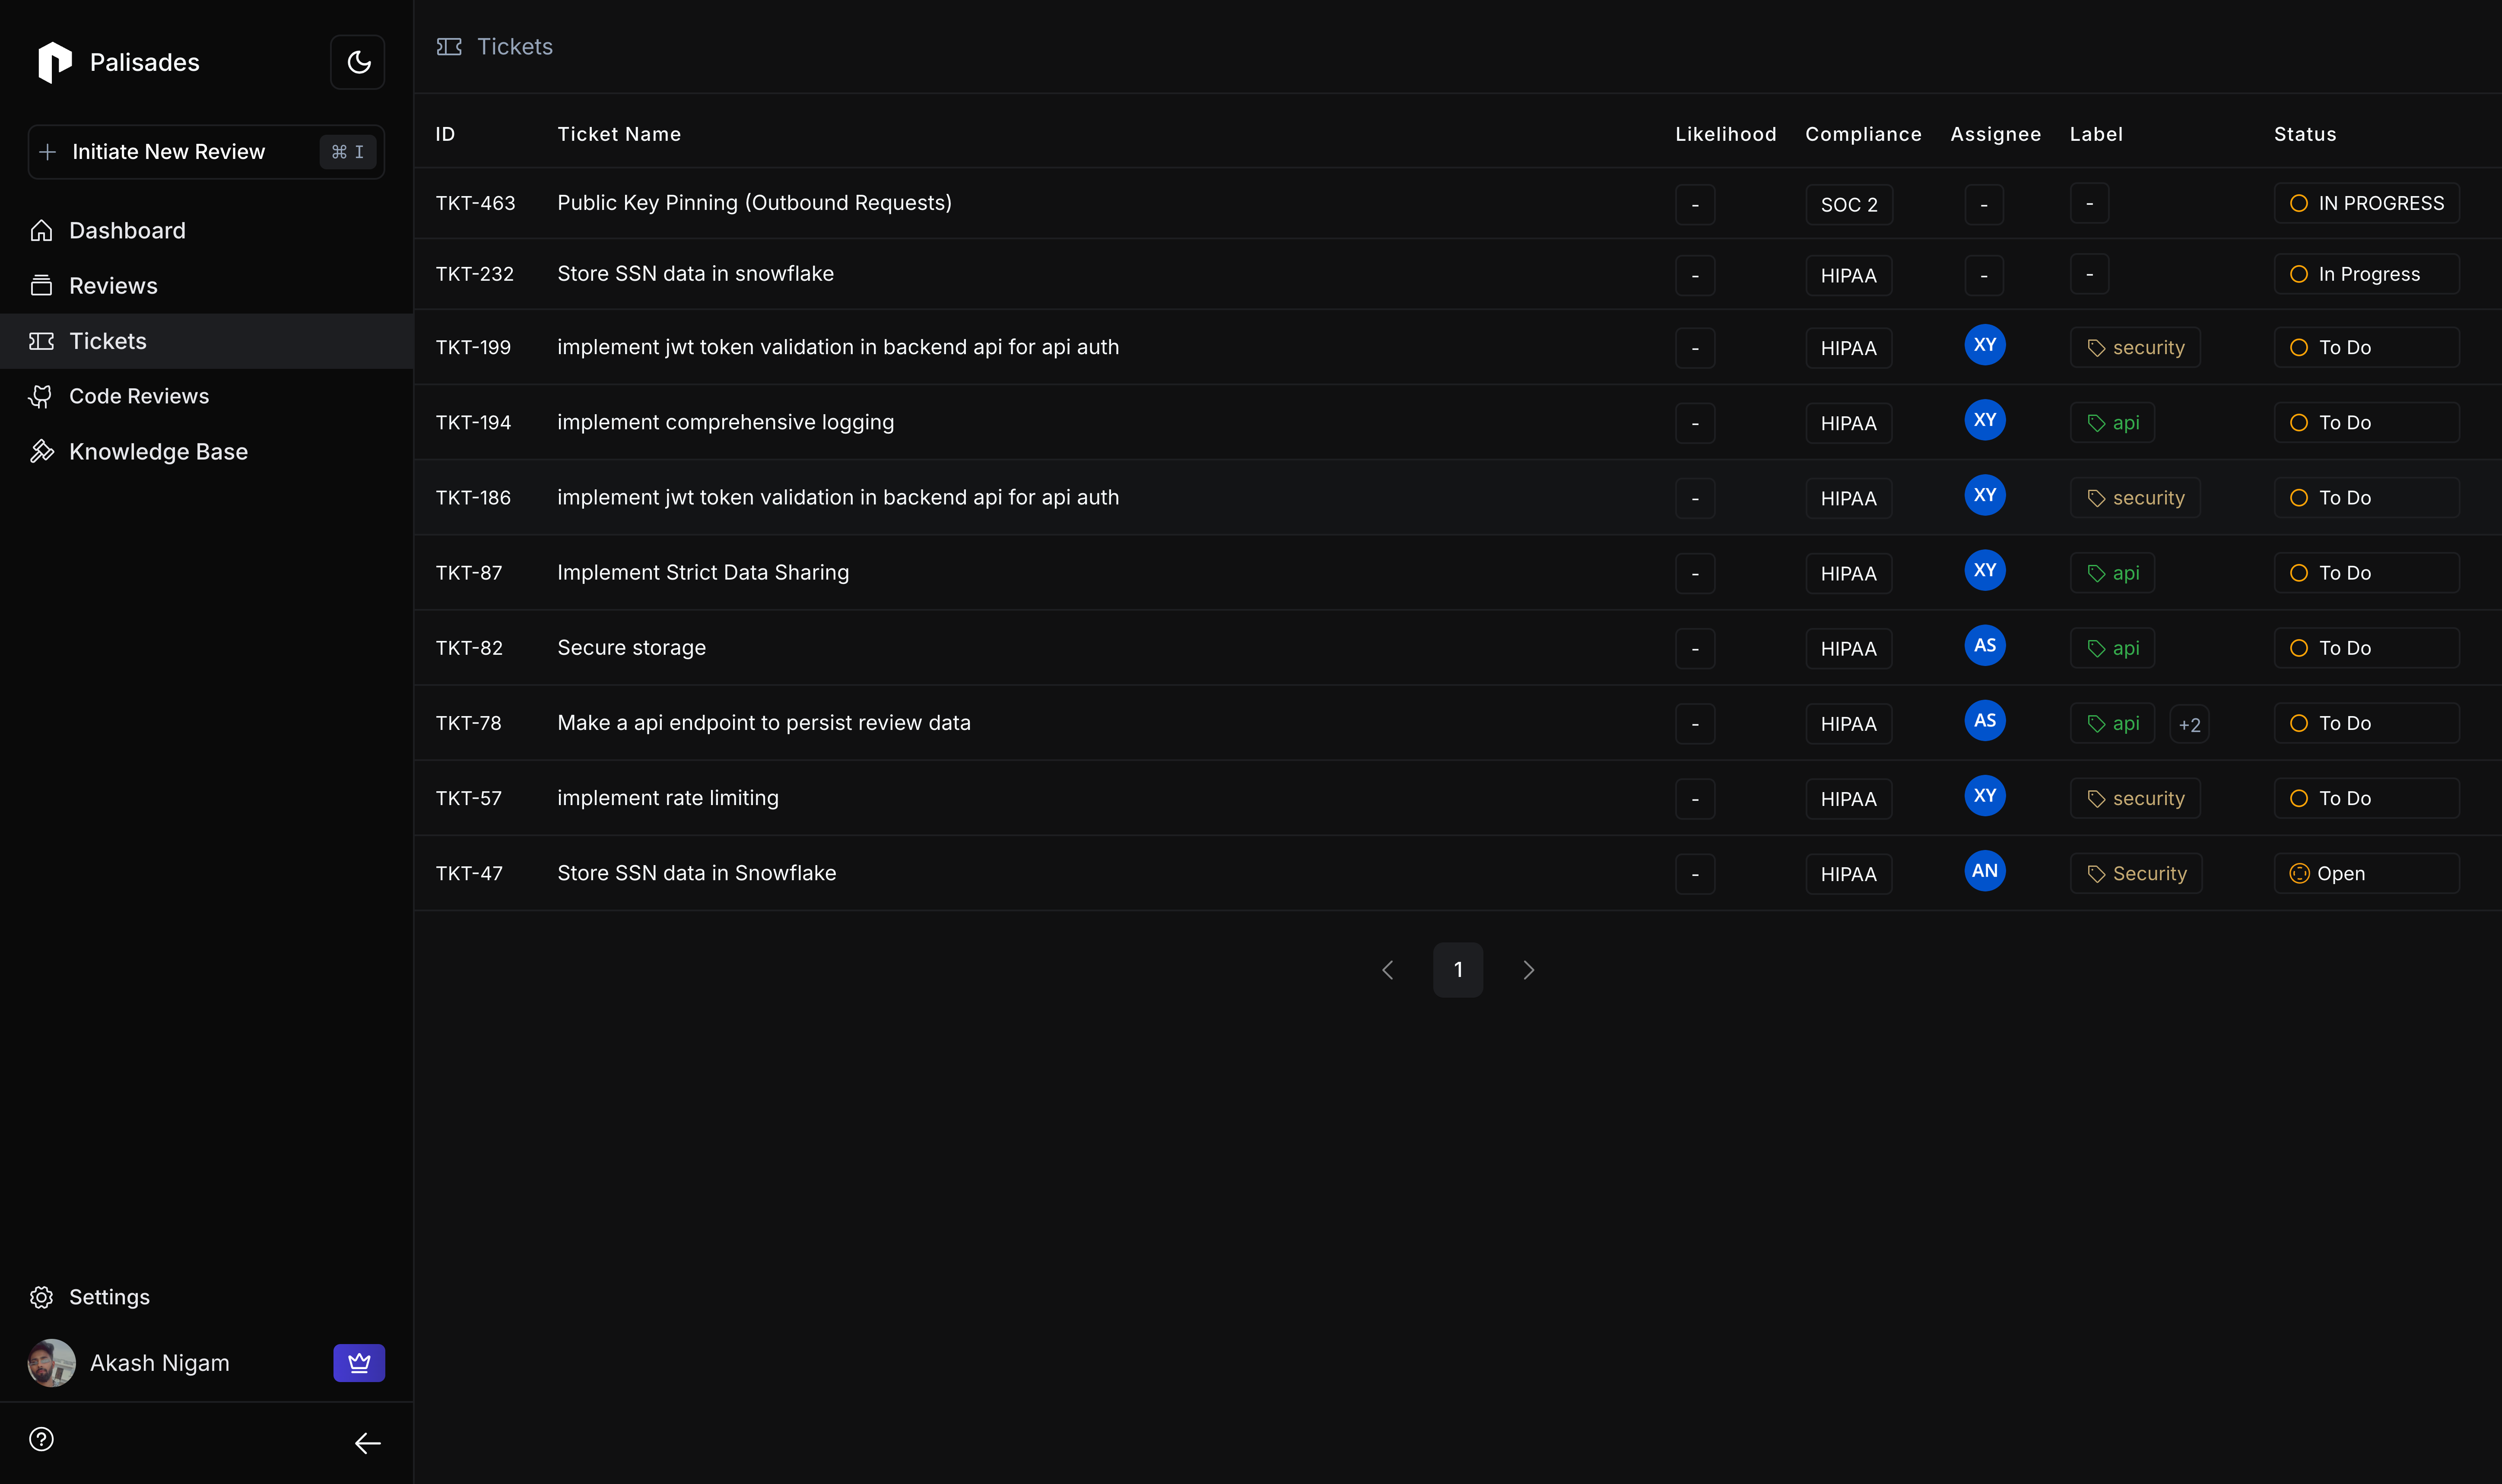 Palisades
Initiate New Review ⌘ I
Dashboard
Reviews
Tickets
Code Reviews
Knowledge Base
Settings
Akash Nigam
Tickets
ID Ticket Name Likelihood Compliance Assignee Label Status
TKT-463 Public Key Pinning (Outbound Requests) - SOC 2 - - IN PROGRESS
TKT-232 Store SSN data in snowflake - HIPAA - - In Progress
TKT-199 implement jwt token validation in backend api for api auth - HIPAA XY security To Do
TKT-194 implement comprehensive logging - HIPAA XY api To Do
TKT-186 implement jwt token validation in backend api for api auth - HIPAA XY security To Do
TKT-87 Implement Strict Data Sharing - HIPAA XY api To Do
TKT-82 Secure storage - HIPAA AS api To Do
TKT-78 Make a api endpoint to persist review data - HIPAA AS api +2 To Do
TKT-57 implement rate limiting - HIPAA XY security To Do
TKT-47 Store SSN data in Snowflake - HIPAA AN Security Open
1